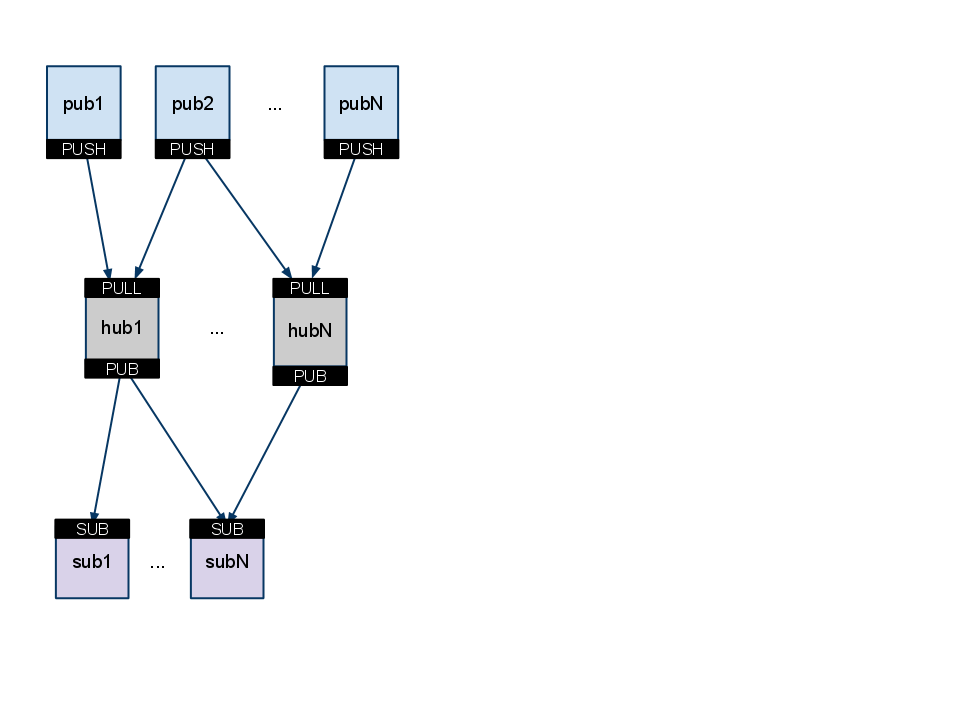 pub1 pub2 ... pubN
PUSH PUSH PUSH
PULL PULL
hub1 ... hubN
PUB PUB
SUB SUB
sub1 ... subN